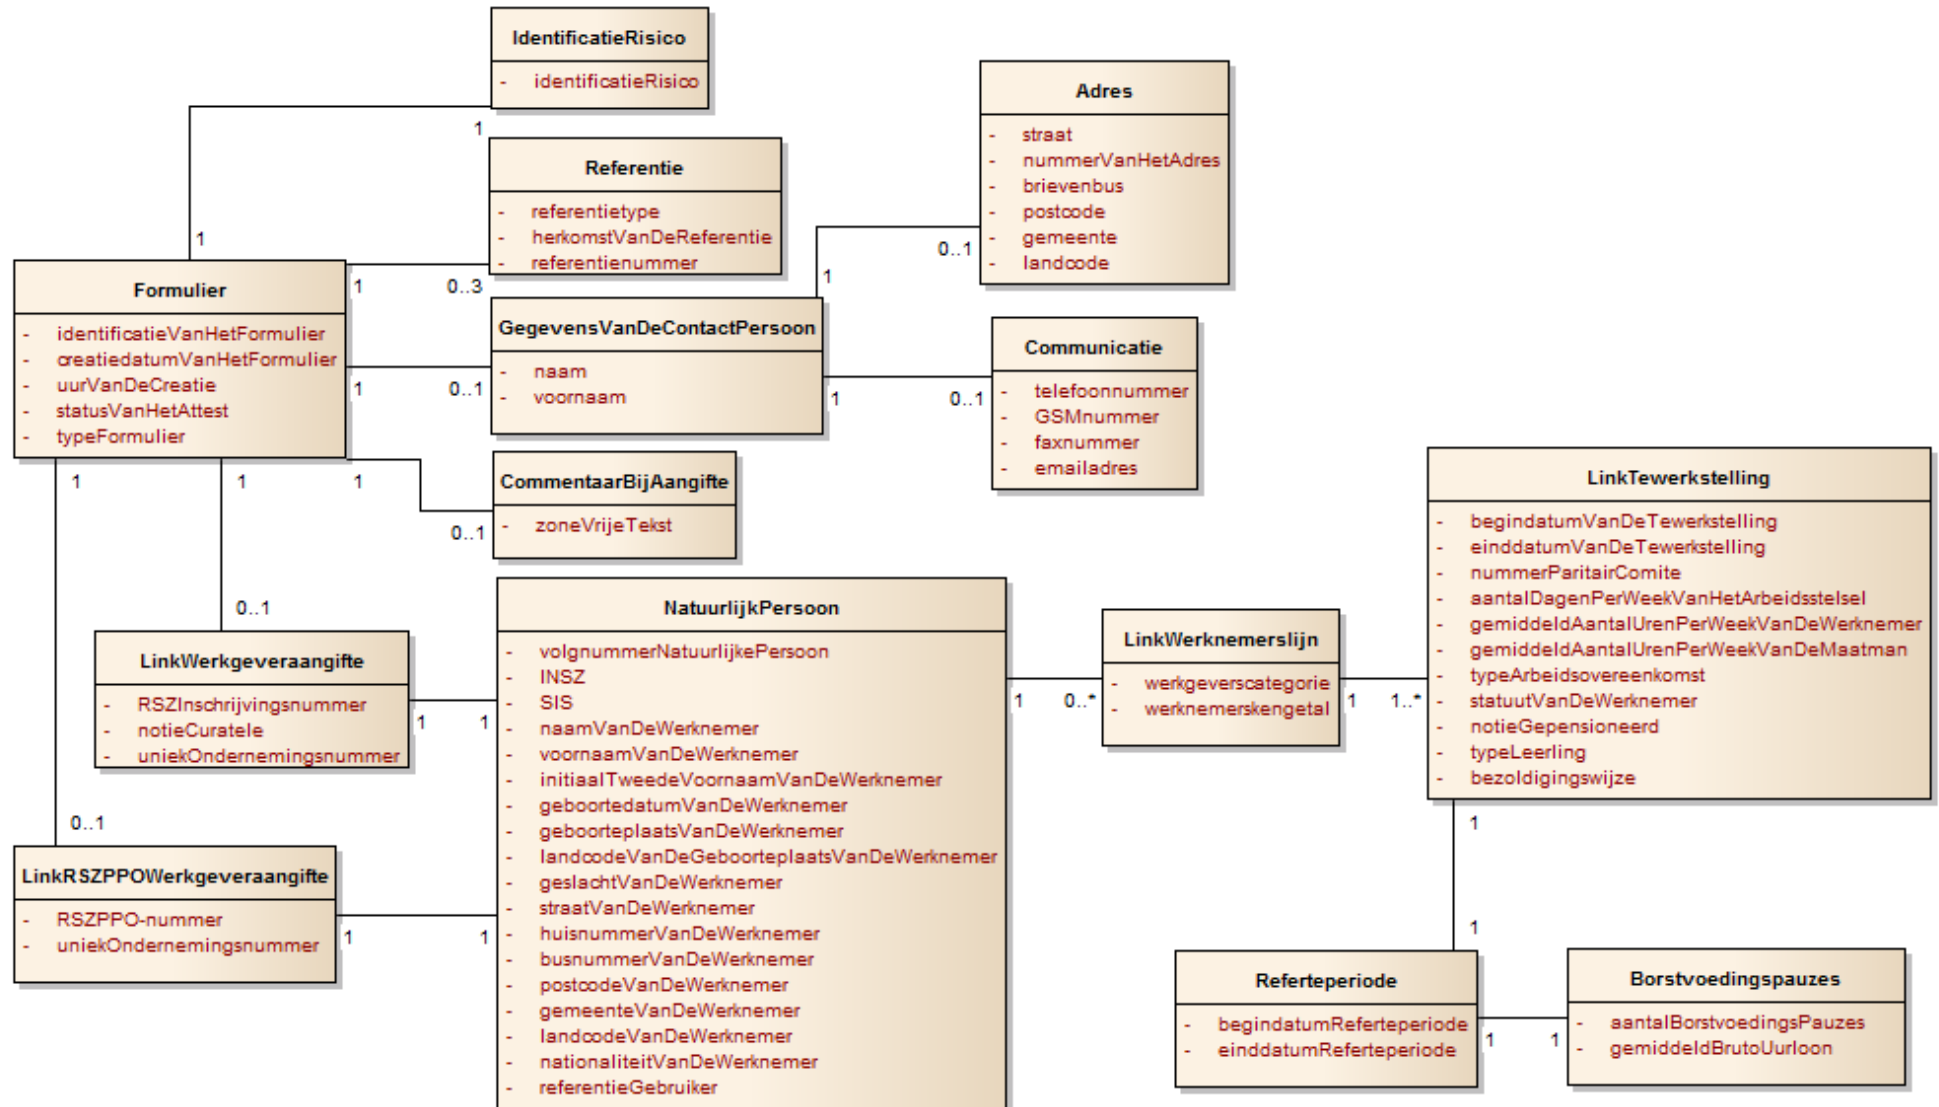 IdentificatieRisico
- identificatieRisico
1
1
Referentie
- referentietype
- herkomstVanDeReferentie
- referentienummer
1
0..3
Formulier
- identificatieVanHetFormulier
- creatiedatumVanHetFormulier
- uurVanDeCreatie
- statusVanHetAttest
- typeFormulier
GegevensVanDeContactPersoon
- naam
- voornaam
1
0..1
Adres
- straat
- nummerVanHetAdres
- brievenbus
- postcode
- gemeente
- landcode
1
0..1
Communicatie
- telefoonnummer
- GSMnummer
- faxnummer
- emailadres
1
0..1
CommentaarBijAangifte
- zoneVrijeTekst
1
0..1
1
1
0..1
LinkWerkgeveraangifte
- RSZInschrijvingsnummer
- notieCuratele
- uniekOndernemingsnummer
1
1
0..1
LinkRSZPPOWerkgeveraangifte
- RSZPPO-nummer
- uniekOndernemingsnummer
1
1
NatuurlijkPersoon
- volgnummerNatuurlijkePersoon
- INSZ
- SIS
- naamVanDeWerknemer
- voornaamVanDeWerknemer
- initiaalTweedeVoornaamVanDeWerknemer
- geboortedatumVanDeWerknemer
- geboorteplaatsVanDeWerknemer
- landcodeVanDeGeboorteplaatsVanDeWerknemer
- geslachtVanDeWerknemer
- straatVanDeWerknemer
- huisnummerVanDeWerknemer
- busnummerVanDeWerknemer
- postcodeVanDeWerknemer
- gemeenteVanDeWerknemer
- landcodeVanDeWerknemer
- nationaliteitVanDeWerknemer
- referentieGebruiker
1
0..*
LinkWerknemerslijn
- werkgeverscategorie
- werknemerskengetal
1
1..*
LinkTewerkstelling
- begindatumVanDeTewerkstelling
- einddatumVanDeTewerkstelling
- nummerParitairComite
- aantalDagenPerWeekVanHetArbeidsstelsel
- gemiddeldAantalUrenPerWeekVanDeWerknemer
- gemiddeldAantalUrenPerWeekVanDeMaatman
- typeArbeidsovereenkomst
- statuutVanDeWerknemer
- notieGepensioneerd
- typeLeerling
- bezoldigingswijze
1
1
Referteperiode
- begindatumReferteperiode
- einddatumReferteperiode
1
1
Borstvoedingspauzes
- aantalBorstvoedingsPauzes
- gemiddeldBrutoUurloon